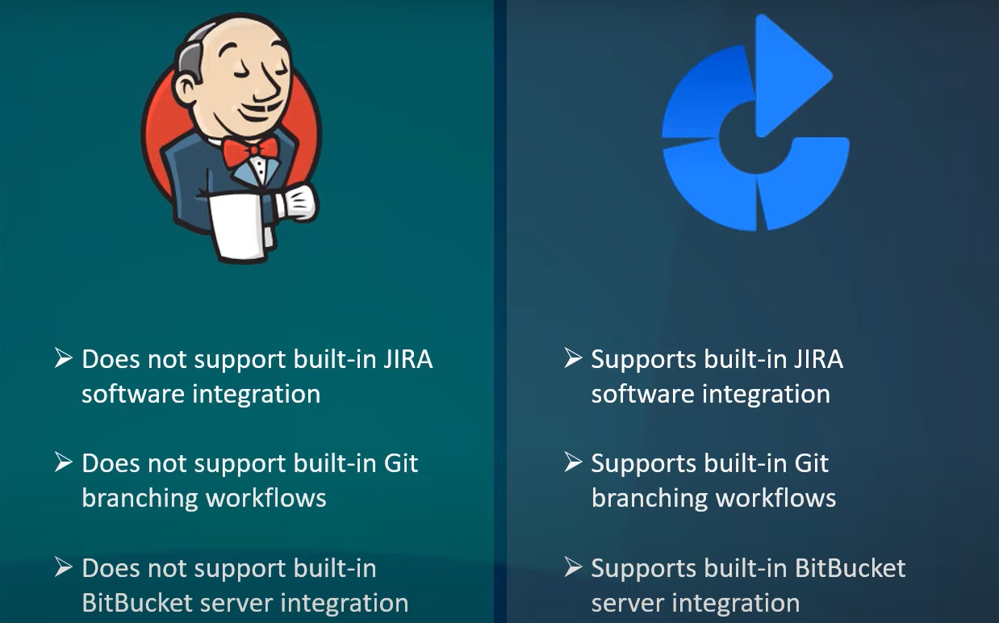 Does not support built-in JIRA
software integration
Does not support built-in Git
branching workflows
Does not support built-in
BitBucket server integration
Supports built-in JIRA
software integration
Supports built-in Git
branching workflows
Supports built-in BitBucket
server integration